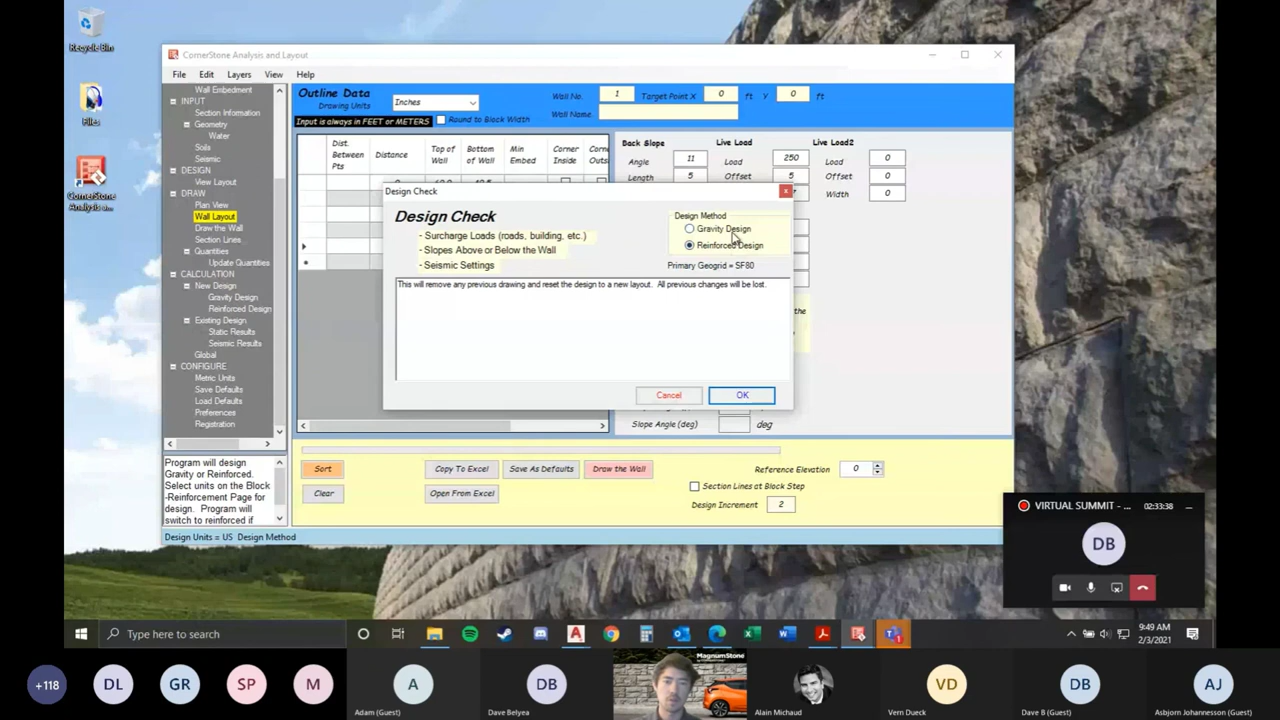 Recycle Bin
Files
CornerStone
Analysis a...
CornerStone Analysis and Layout
File Edit Layers View Help
Wall Embedment
INPUT
Section Information
Geometry
Water
Soils
Seismic
DESIGN
View Layout
DRAW
Plan View
Wall Layout
Draw the Wall
Section Lines
Quantities
Update Quantities
CALCULATION
New Design
Gravity Design
Reinforced Design
Existing Design
Static Results
Seismic Results
Global
CONFIGURE
Metric Units
Save Defaults
Load Defaults
Preferences
Registration
Program will design
Gravity or Reinforced.
Select units on the Block
-Reinforcement Page for
design. Program will
switch to reinforced if
Design Units = US Design Method
Outline Data
Drawing Units
Inches
Input is always in FEET or METERS
Round to Block Width
Wall No. 1 Target Point X 0 ft Y 0 ft
Wall Name
Dist. Between Pts
Distance
Top of Wall
Bottom of Wall
Min Embed
Corner Inside
Corner Outs
Back Slope Live Load Live Load2
Angle 11 Load 250 Load 0
Length 5 Offset 5 Offset 0
Width 0
Design Check
Design Check
- Surcharge Loads (roads, building, etc.)
- Slopes Above or Below the Wall
- Seismic Settings
Design Method
Gravity Design
Reinforced Design
Primary Geogrid = SF80
This will remove any previous drawing and reset the design to a new layout. All previous changes will be lost.
Cancel OK
the
Slope Angle (deg) deg
Sort Copy To Excel Save As Defaults Draw the Wall Reference Elevation 0
Clear Open From Excel Section Lines at Block Step
Design Increment 2
VIRTUAL SUMMIT - ... 02:33:38
DB
Type here to search
9:49 AM
2/3/2021
+118 DL GR SP M A DB MagnumStone VD DB AJ
Adam (Guest) Dave Belyea Alain Michaud Vern Dueck Dave B (Guest) Asbjorn Johannesson (Guest)